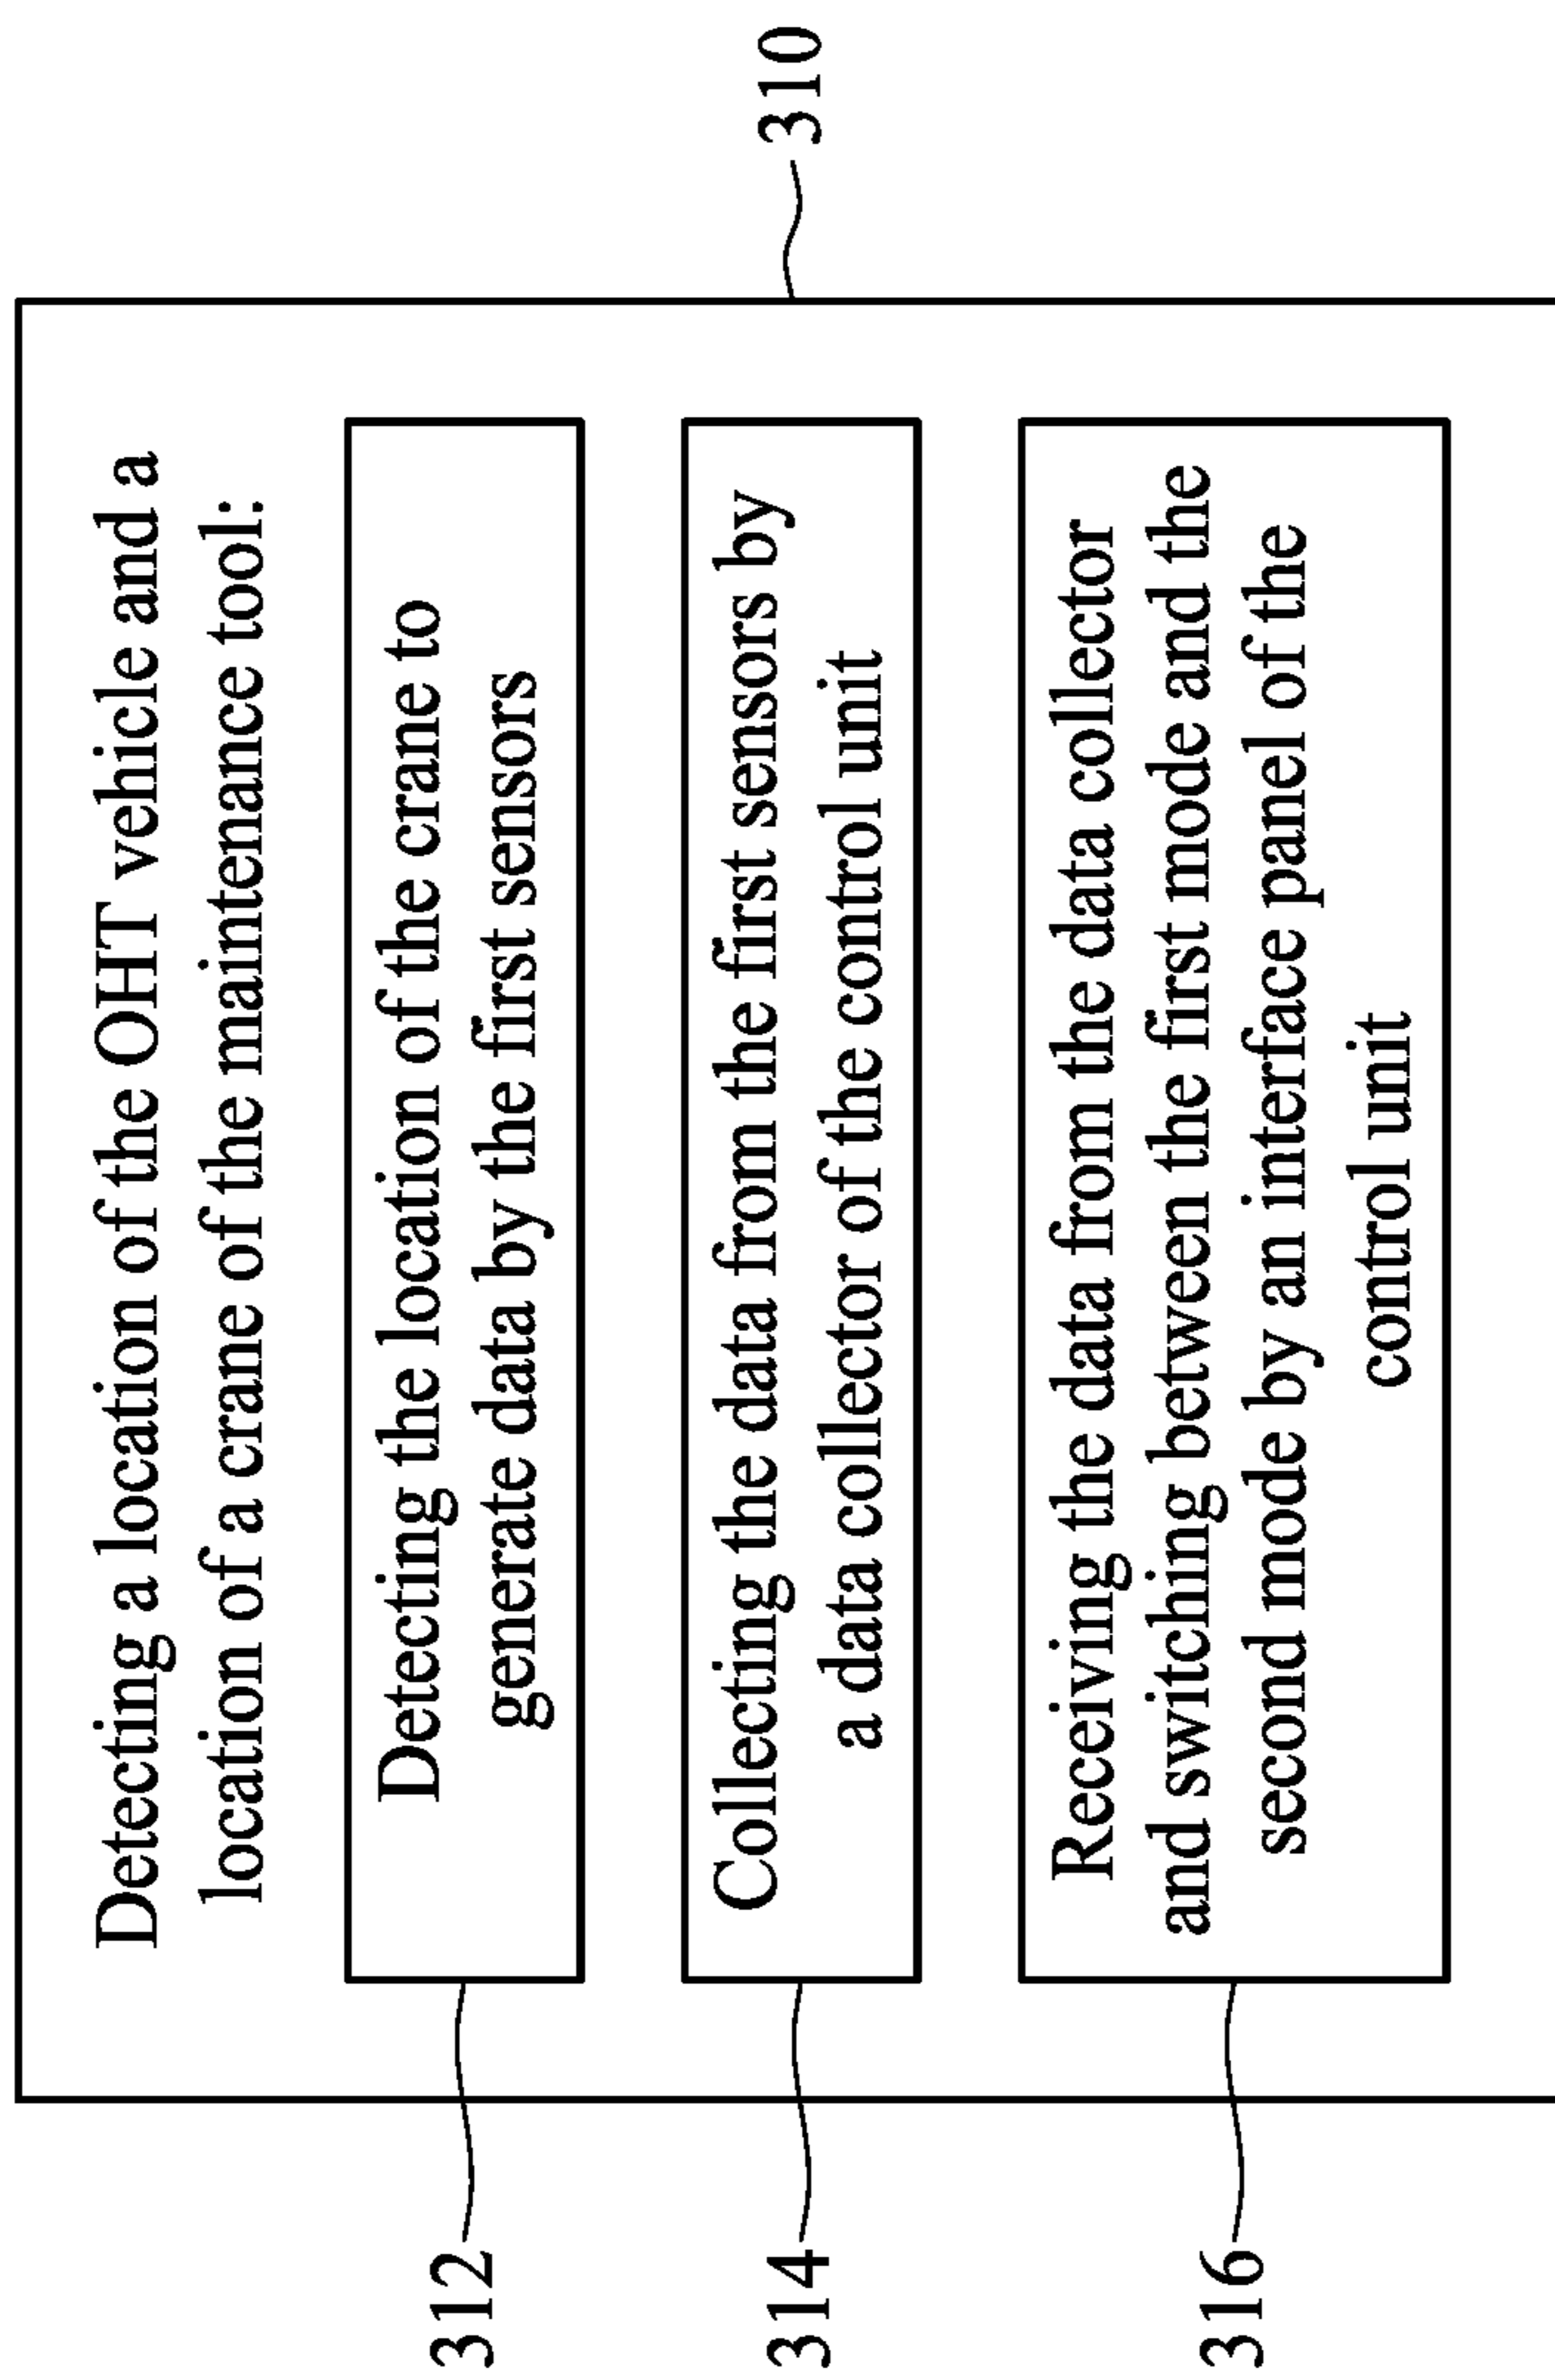 Detecting a location of the OHT vehicle and a
location of a crane of the maintenance tool:
310
312
Detecting the location of the crane to
generate data by the first sensors
314
Collecting the data from the first sensors by
a data collector of the control unit
316
Receiving the data from the data collector
and switching between the first mode and the
second mode by an interface panel of the
control unit